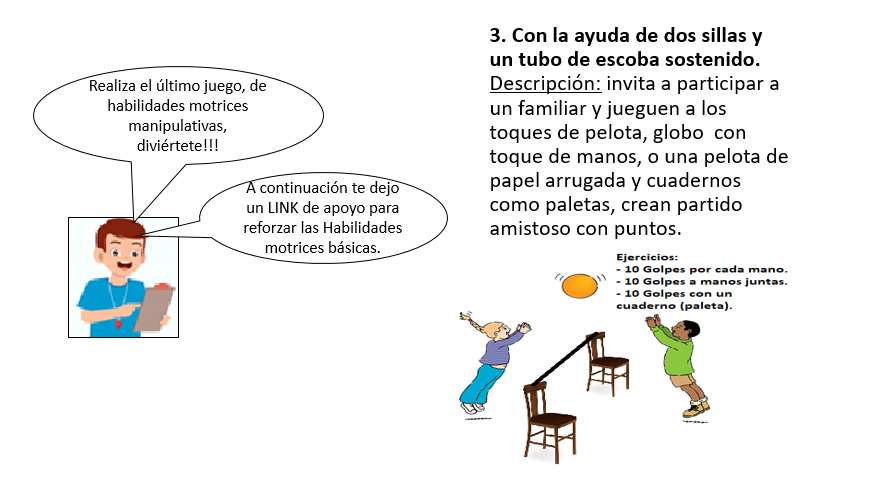 Realiza el último juego, de
habilidades motrices
manipulativas,
diviértete!!!
A continuación te dejo
un LINK de apoyo para
reforzar las Habilidades
motrices básicas.
3. Con la ayuda de dos sillas y
un tubo de escoba sostenido.
Descripción: invita a participar a
un familiar y jueguen a los
toques de pelota, globo con
toque de manos, o una pelota de
papel arrugada y cuadernos
como paletas, crean partido
amistoso con puntos.
Ejercicios:
- 10 Golpes por cada mano.
- 10 Golpes a manos juntas.
- 10 Golpes con un
cuaderno (paleta).